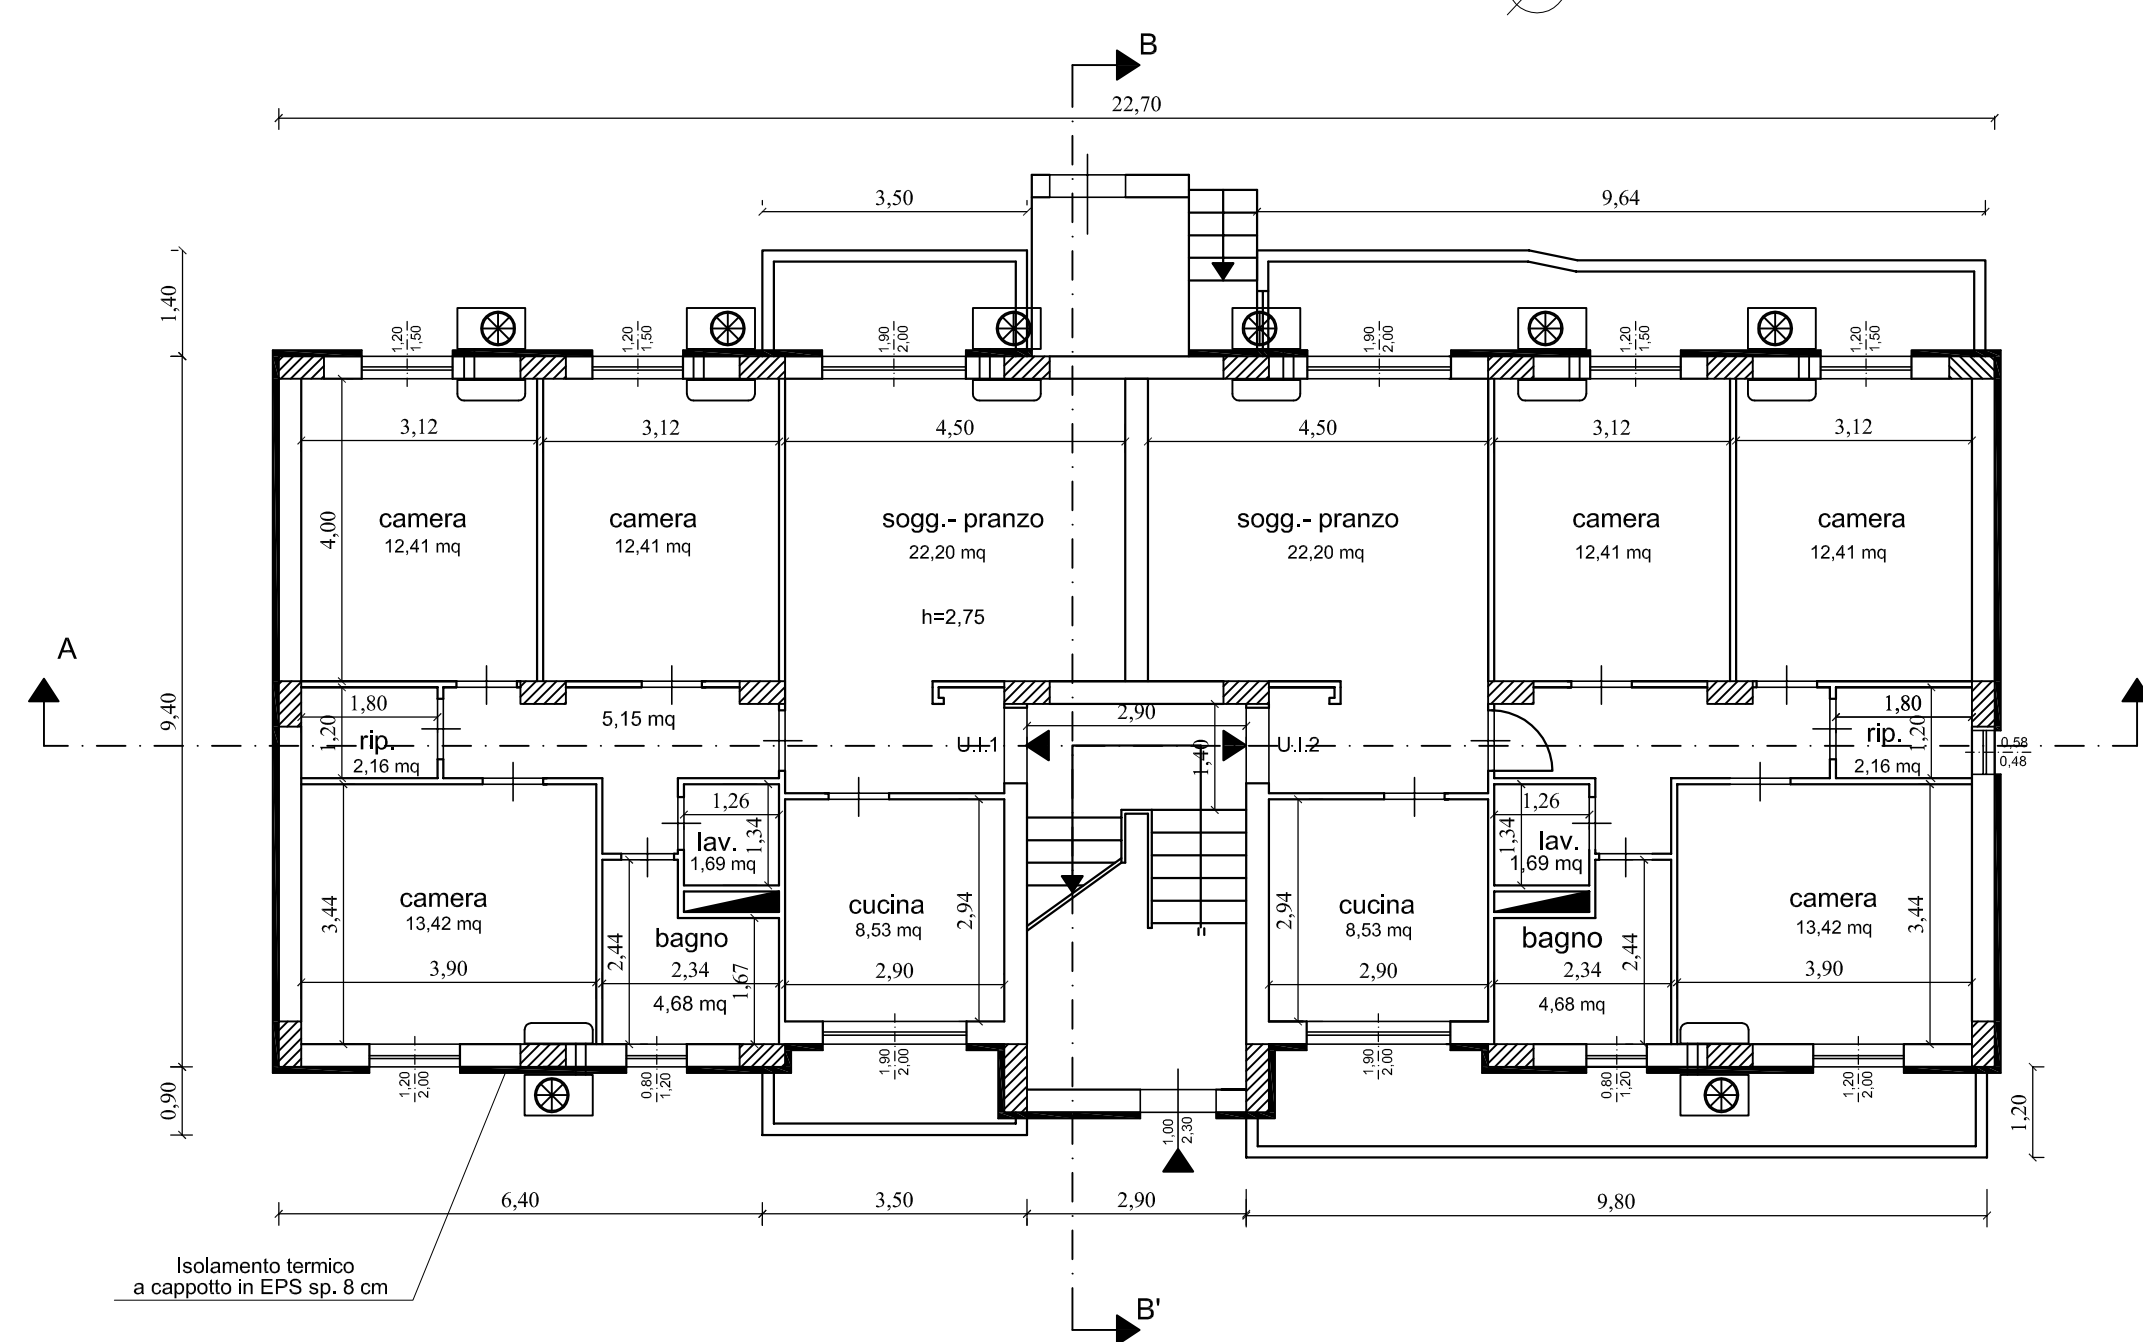 B
22,70
3,50
9,64
1,40
1,20
1,50
1,20
1,50
1,90
2,00
1,90
2,00
1,20
1,50
1,20
1,50
3,12
3,12
4,50
4,50
3,12
3,12
camera
12,41 mq
camera
12,41 mq
sogg.- pranzo
22,20 mq
sogg.- pranzo
22,20 mq
camera
12,41 mq
camera
12,41 mq
4,00
h=2,75
A
9,40
1,80
1,20
rip.
2,16 mq
5,15 mq
U.I.1
2,90
1,40
U.I.2
1,80
1,20
rip.
2,16 mq
0,58
0,48
1,26
1,34
lav.
1,69 mq
1,26
1,34
lav.
1,69 mq
camera
13,42 mq
3,44
3,90
2,44
bagno
2,34
1,67
4,68 mq
cucina
8,53 mq
2,94
2,90
cucina
8,53 mq
2,94
2,90
bagno
2,44
2,34
4,68 mq
camera
13,42 mq
3,44
3,90
0,90
1,20
2,00
0,80
1,20
1,90
2,00
1,00
2,30
1,90
2,00
0,80
1,20
1,20
2,00
1,20
6,40
3,50
2,90
9,80
Isolamento termico
a cappotto in EPS sp. 8 cm
B'